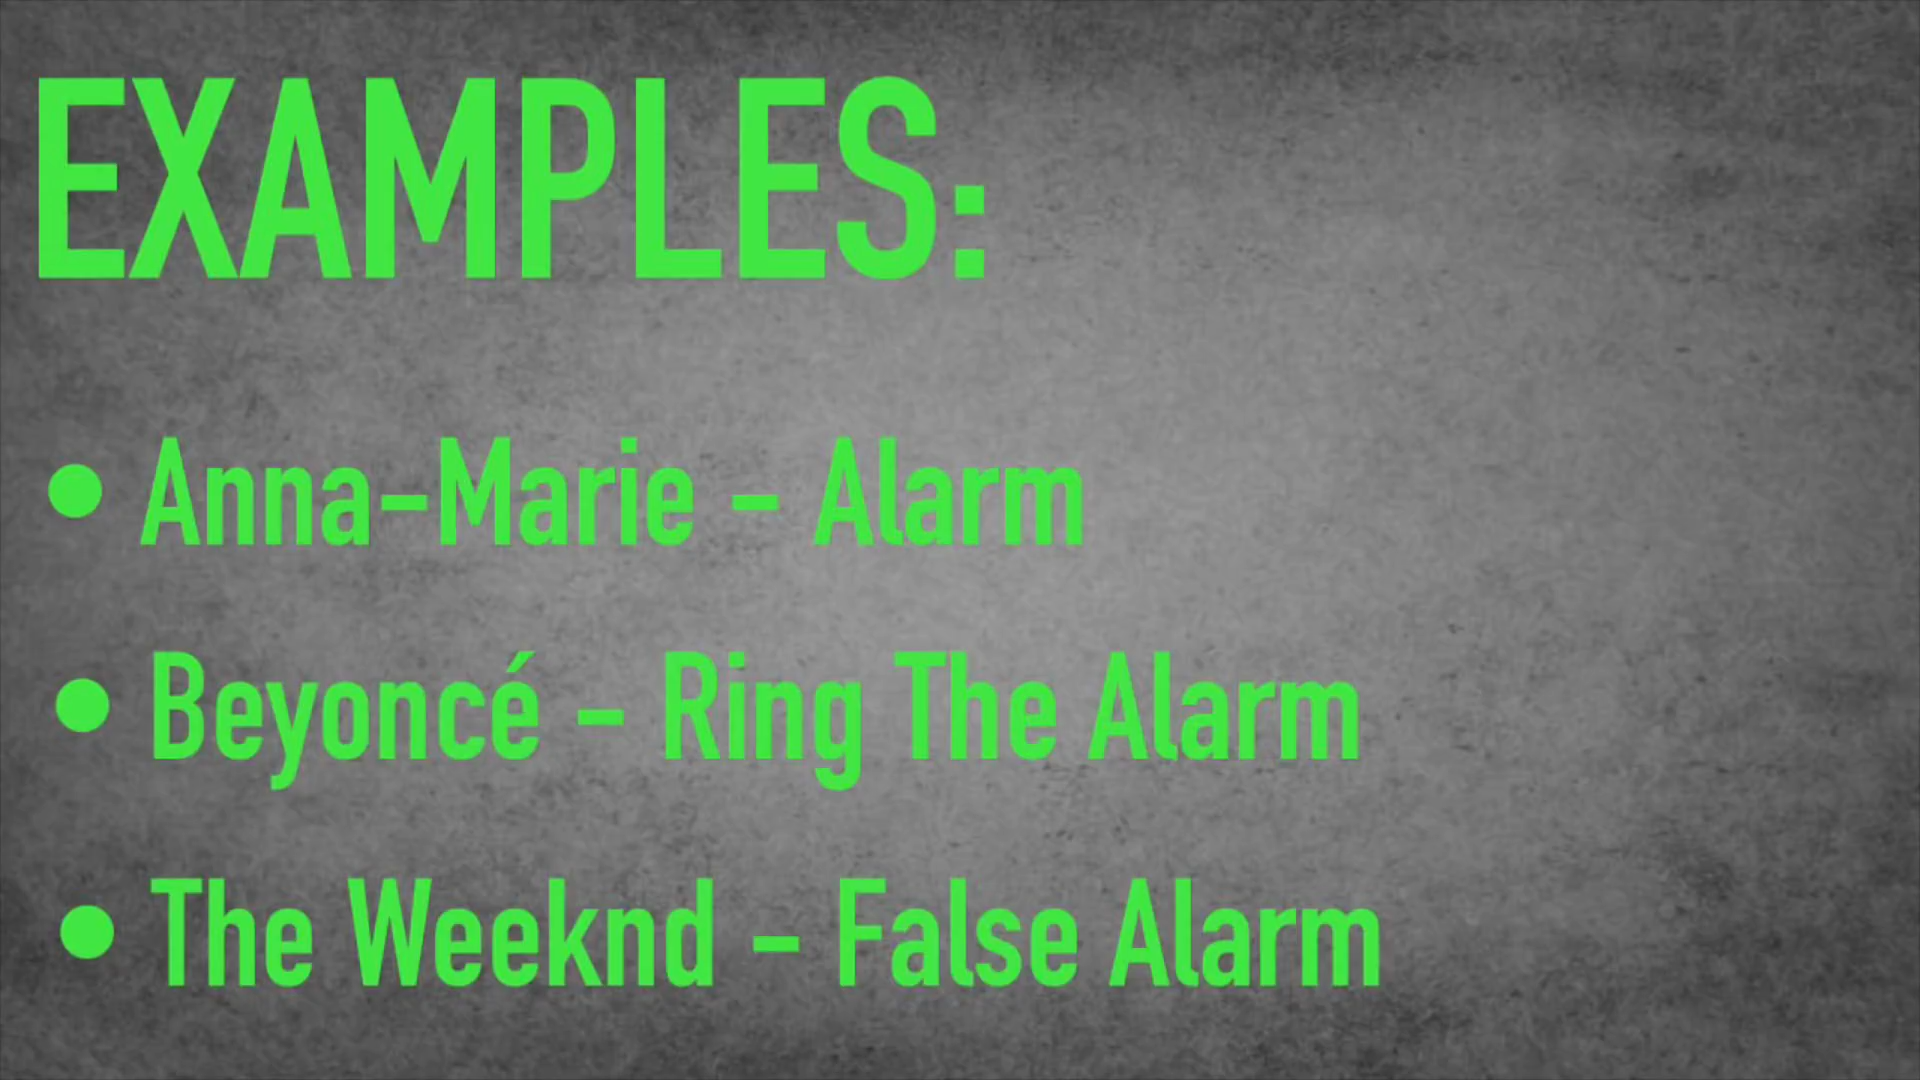 EXAMPLES:
• Anna-Marie - Alarm
• Beyoncé - Ring The Alarm
• The Weeknd - False Alarm